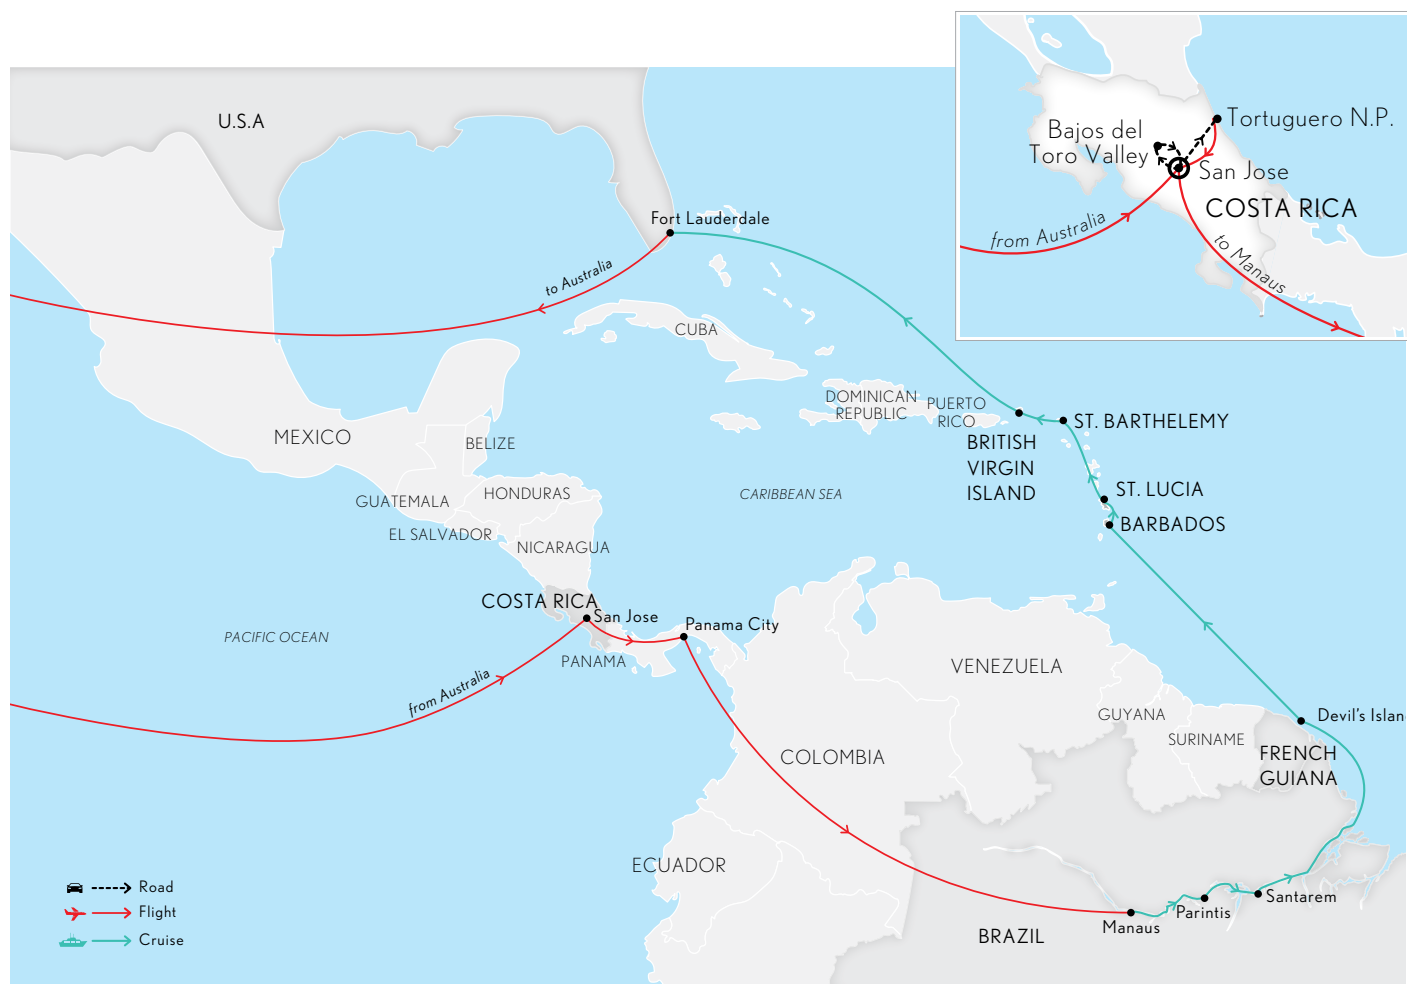 U.S.A
Fort Lauderdale
to Australia
CUBA
DOMINICAN
REPUBLIC
PUERTO
RICO
BRITISH
VIRGIN
ISLAND
ST. BARTHELEMY
ST. LUCIA
BARBADOS
MEXICO
BELIZE
GUATEMALA
HONDURAS
EL SALVADOR
NICARAGUA
CARIBBEAN SEA
COSTA RICA
San Jose
Panama City
PANAMA
PACIFIC OCEAN
from Australia
VENEZUELA
GUYANA
SURINAME
Devil's Islan
FRENCH
GUIANA
COLOMBIA
ECUADOR
BRAZIL
Manaus
Parintis
Santarem
Road
Flight
Cruise
Bajos del
Toro Valley
Tortuguero N.P.
San Jose
COSTA RICA
from Australia
to Manaus